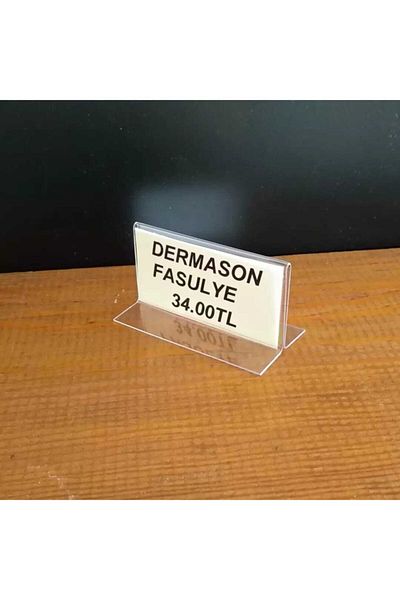 DERMASON
FASULYE
34.00TL